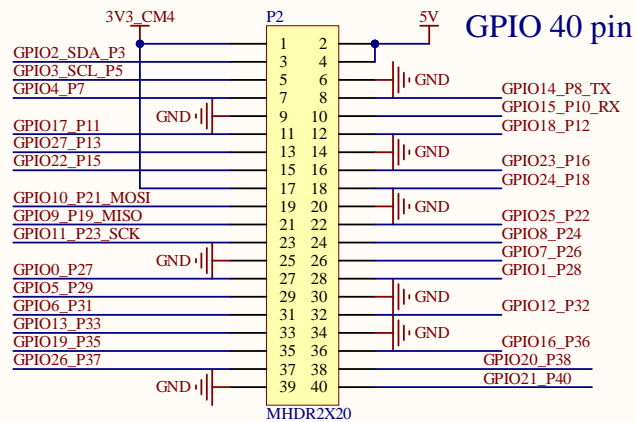 3V3_CM4 P2 5V GPIO 40 pin
1 2
GPIO2_SDA_P3 3 4
GPIO3_SCL_P5 5 6 GND
GPIO4_P7 7 8 GPIO14_P8_TX
GND 9 10 GPIO15_P10_RX
GPIO17_P11 11 12 GPIO18_P12
GPIO27_P13 13 14 GND
GPIO22_P15 15 16 GPIO23_P16
17 18 GPIO24_P18
GPIO10_P21_MOSI 19 20 GND
GPIO9_P19_MISO 21 22 GPIO25_P22
GPIO11_P23_SCK 23 24 GPIO8_P24
GND 25 26 GPIO7_P26
GPIO0_P27 27 28 GPIO1_P28
GPIO5_P29 29 30 GND
GPIO6_P31 31 32 GPIO12_P32
GPIO13_P33 33 34 GND
GPIO19_P35 35 36 GPIO16_P36
GPIO26_P37 37 38 GPIO20_P38
GND 39 40 GPIO21_P40
MHDR2X20